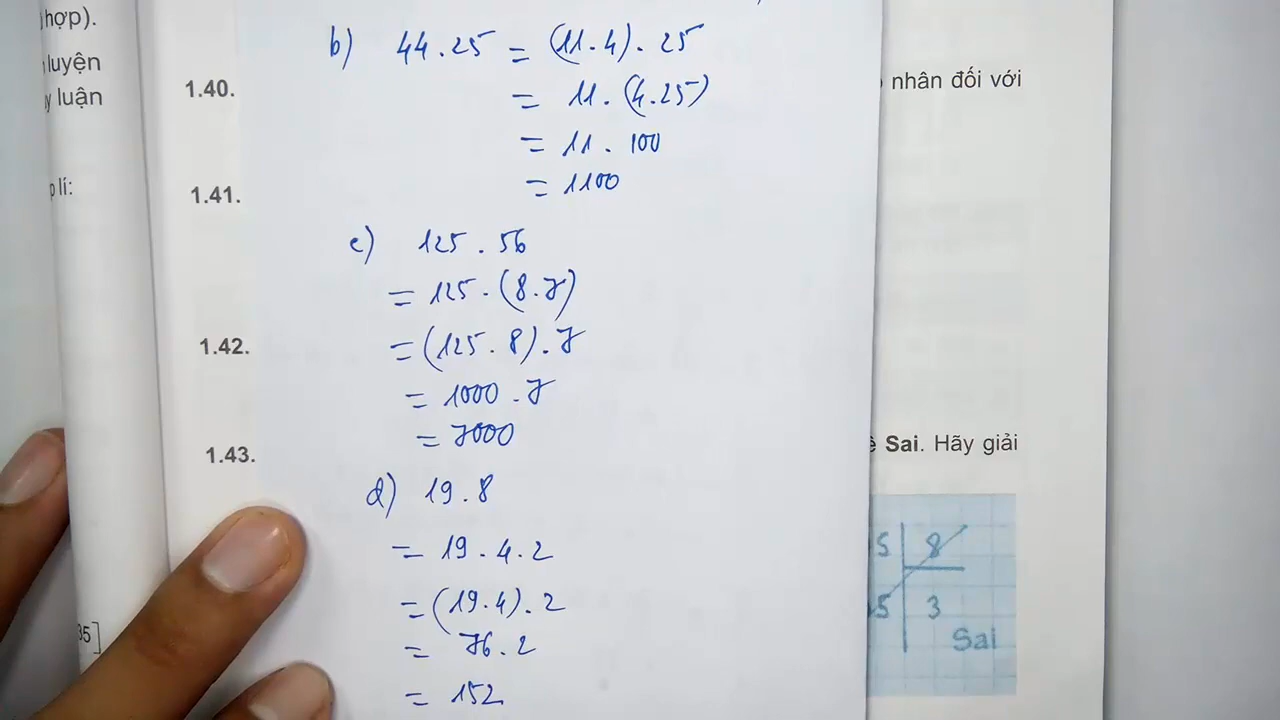 hợp).
luyện
luận
lí:
35]
1.40.
1.41.
1.42.
1.43.
b) 44.25 = (11.4).25
= 11.(4.25)
= 11.100
= 1100
c) 125.56
= 125.(8.7)
= (125.8).7
= 1000.7
= 7000
d) 19.8
= 19.4.2
= (19.4).2
= 76.2
= 152
nhân đối với
Sai. Hãy giải
5 8
5 3
Sai